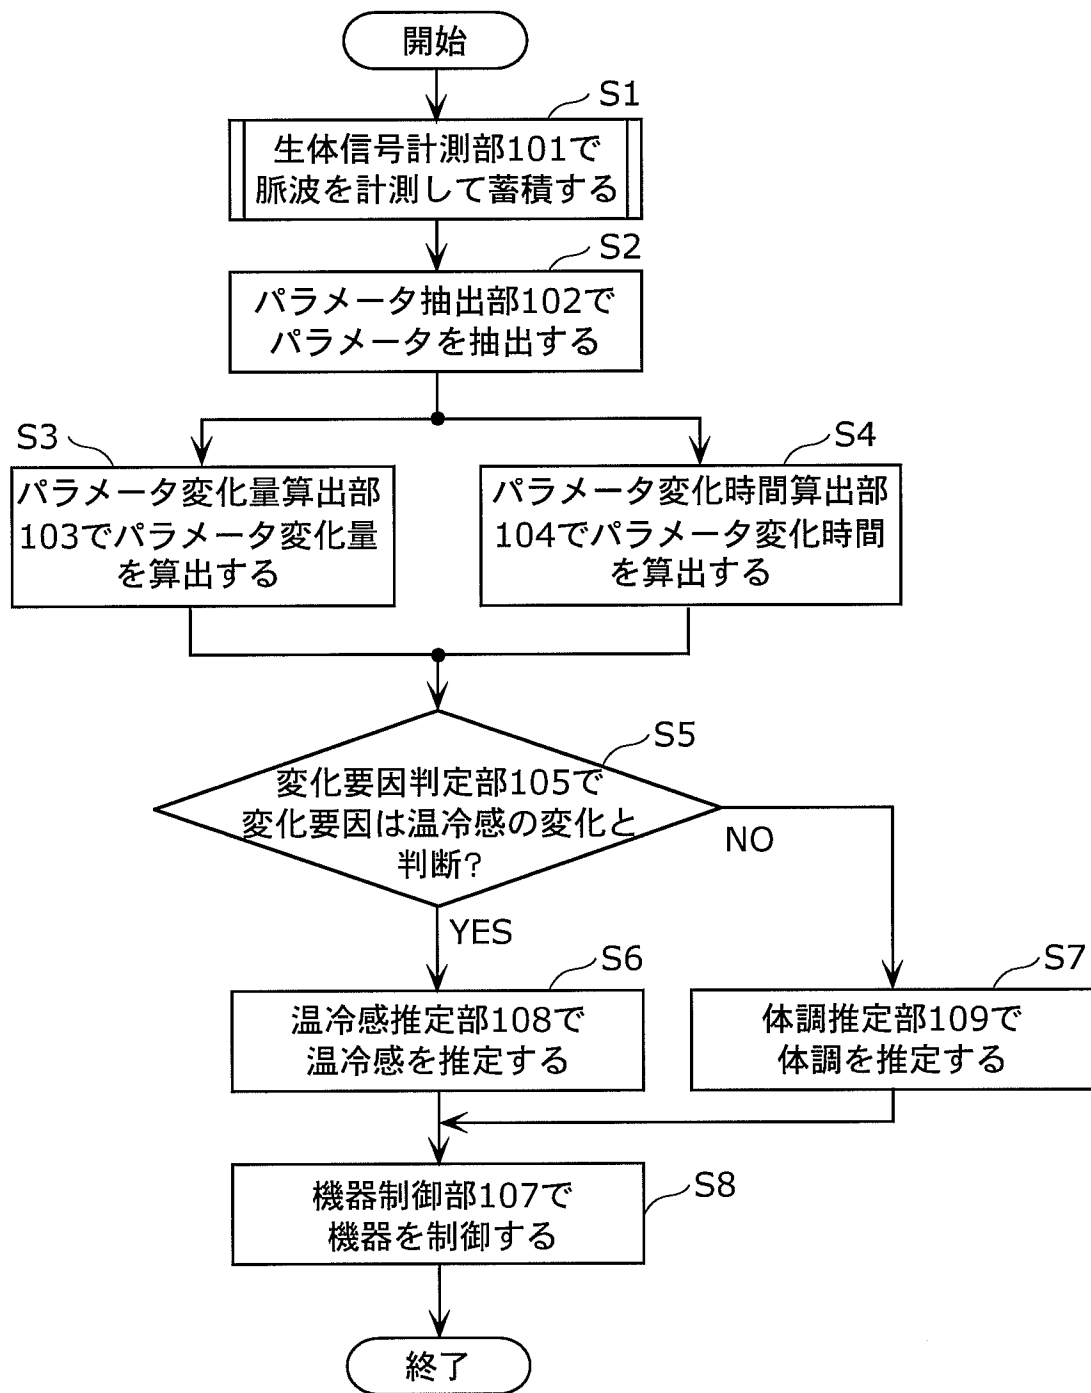 開始
S1
生体信号計測部101で
脈波を計測して蓄積する
S2
パラメータ抽出部102で
パラメータを抽出する
S3
パラメータ変化量算出部
103でパラメータ変化量
を算出する
S4
パラメータ変化時間算出部
104でパラメータ変化時間
を算出する
S5
変化要因判定部105で
変化要因は温冷感の変化と
判断?
NO
YES
S6
温冷感推定部108で
温冷感を推定する
S7
体調推定部109で
体調を推定する
S8
機器制御部107で
機器を制御する
終了